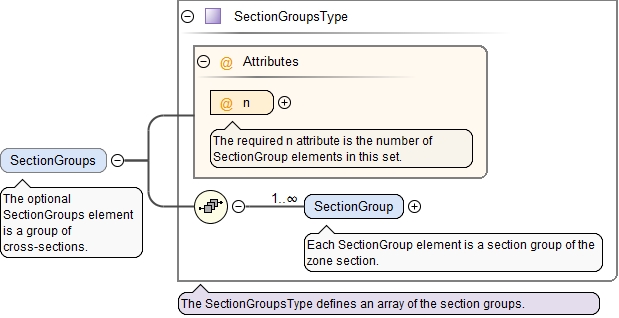 SectionGroupsType
@ Attributes
@ n
The required n attribute is the number of
SectionGroup elements in this set.
SectionGroups
The optional
SectionGroups element
is a group of
cross-sections.
1..∞
SectionGroup
Each SectionGroup element is a section group of the
zone section.
The SectionGroupsType defines an array of the section groups.